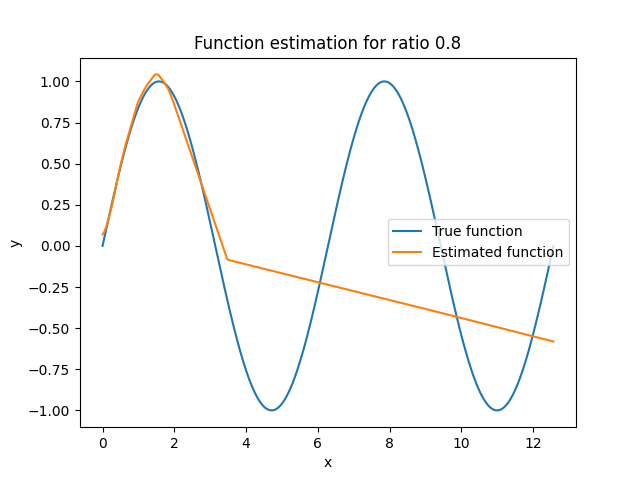 Function estimation for ratio 0.8
1.00
0.75
0.50
0.25
0.00
−0.25
−0.50
−0.75
−1.00
y
True function
Estimated function
0 2 4 6 8 10 12
x